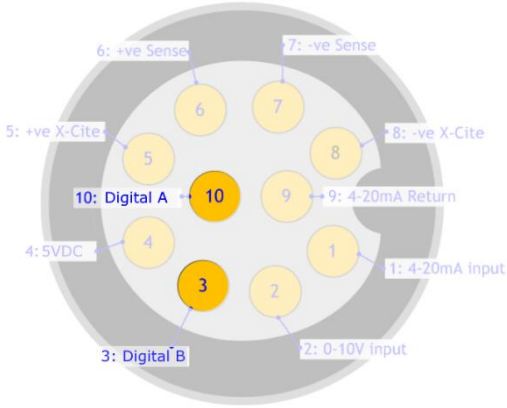 7: -ve Sense
6: +ve Sense
7
6
5: +ve X-Cite
8: -ve X-Cite
8
5
10: Digital A
10
9
9: 4-20mA Return
4: 5VDC
4
1
1: 4-20mA input
3
2
2: 0-10V input
3: Digital B